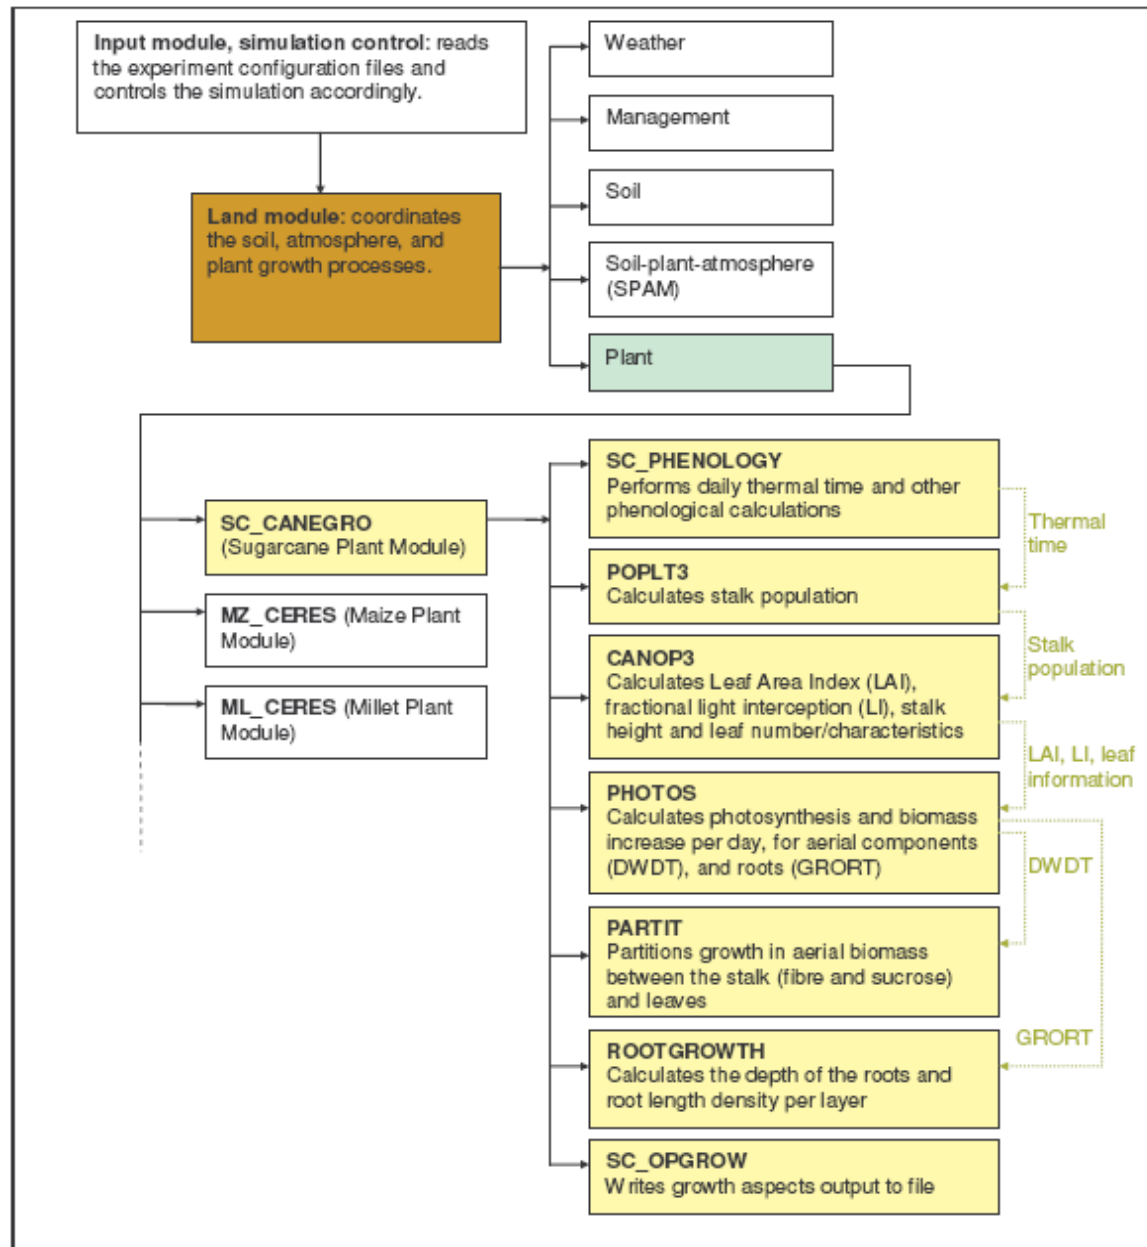 Input module, simulation control: reads
the experiment configuration files and
controls the simulation accordingly.
Weather
Management
Soil
Soil-plant-atmosphere
(SPAM)
Plant
Land module: coordinates
the soil, atmosphere, and
plant growth processes.
SC_CANEGRO
(Sugarcane Plant Module)
MZ_CERES (Maize Plant
Module)
ML_CERES (Millet Plant
Module)
SC_PHENOLOGY
Performs daily thermal time and other
phenological calculations
Thermal
time
POPLT3
Calculates stalk population
Stalk
population
CANOP3
Calculates Leaf Area Index (LAI),
fractional light interception (LI), stalk
height and leaf number/characteristics
LAI, LI, leaf
information
PHOTOS
Calculates photosynthesis and biomass
increase per day, for aerial components
(DWDT), and roots (GRORT)
DWDT
PARTIT
Partitions growth in aerial biomass
between the stalk (fibre and sucrose)
and leaves
GRORT
ROOTGROWTH
Calculates the depth of the roots and
root length density per layer
SC_OPGROW
Writes growth aspects output to file